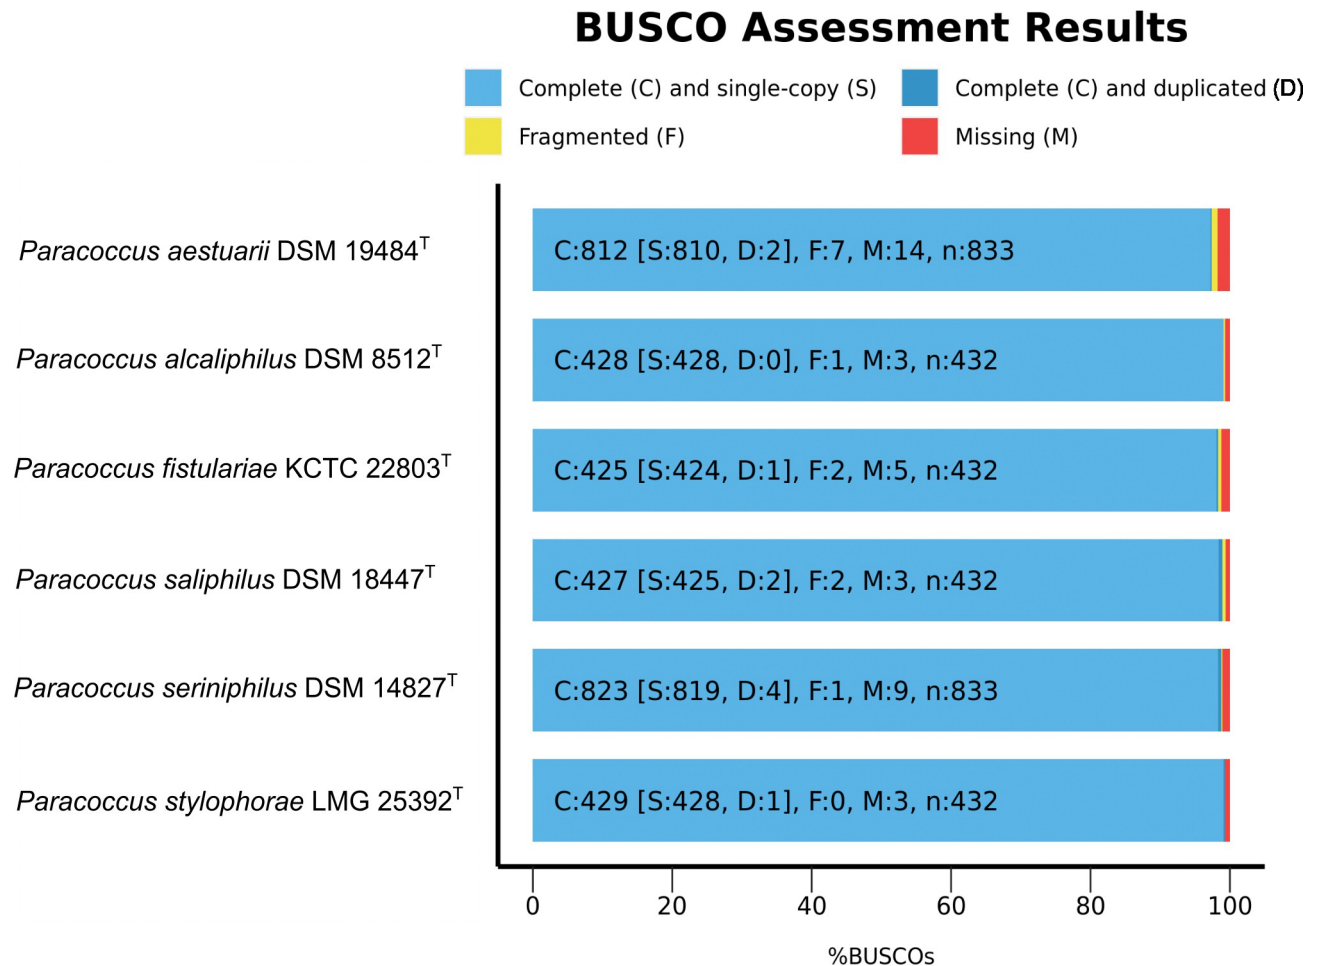 BUSCO Assessment Results
Complete (C) and single-copy (S)
Complete (C) and duplicated (D)
Fragmented (F)
Missing (M)
Paracoccus aestuarii DSM 19484ᵀ
C:812 [S:810, D:2], F:7, M:14, n:833
Paracoccus alcaliphilus DSM 8512ᵀ
C:428 [S:428, D:0], F:1, M:3, n:432
Paracoccus fistulariae KCTC 22803ᵀ
C:425 [S:424, D:1], F:2, M:5, n:432
Paracoccus saliphilus DSM 18447ᵀ
C:427 [S:425, D:2], F:2, M:3, n:432
Paracoccus seriniphilus DSM 14827ᵀ
C:823 [S:819, D:4], F:1, M:9, n:833
Paracoccus stylophorae LMG 25392ᵀ
C:429 [S:428, D:1], F:0, M:3, n:432
0 20 40 60 80 100
%BUSCOs